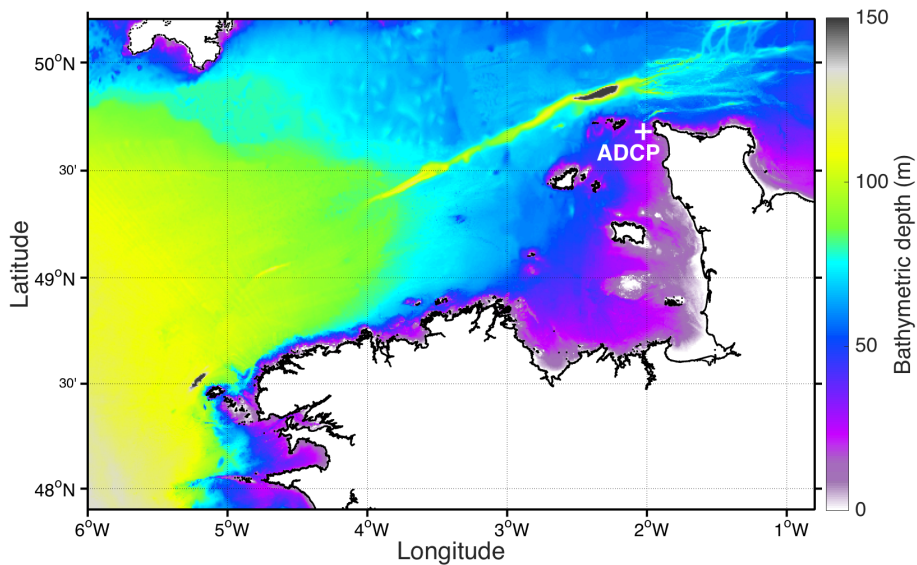 50°N
30'
49°N
30'
48°N
6°W
5°W
4°W
3°W
2°W
1°W
Longitude
Latitude
ADCP
150
100
50
0
Bathymetric depth (m)